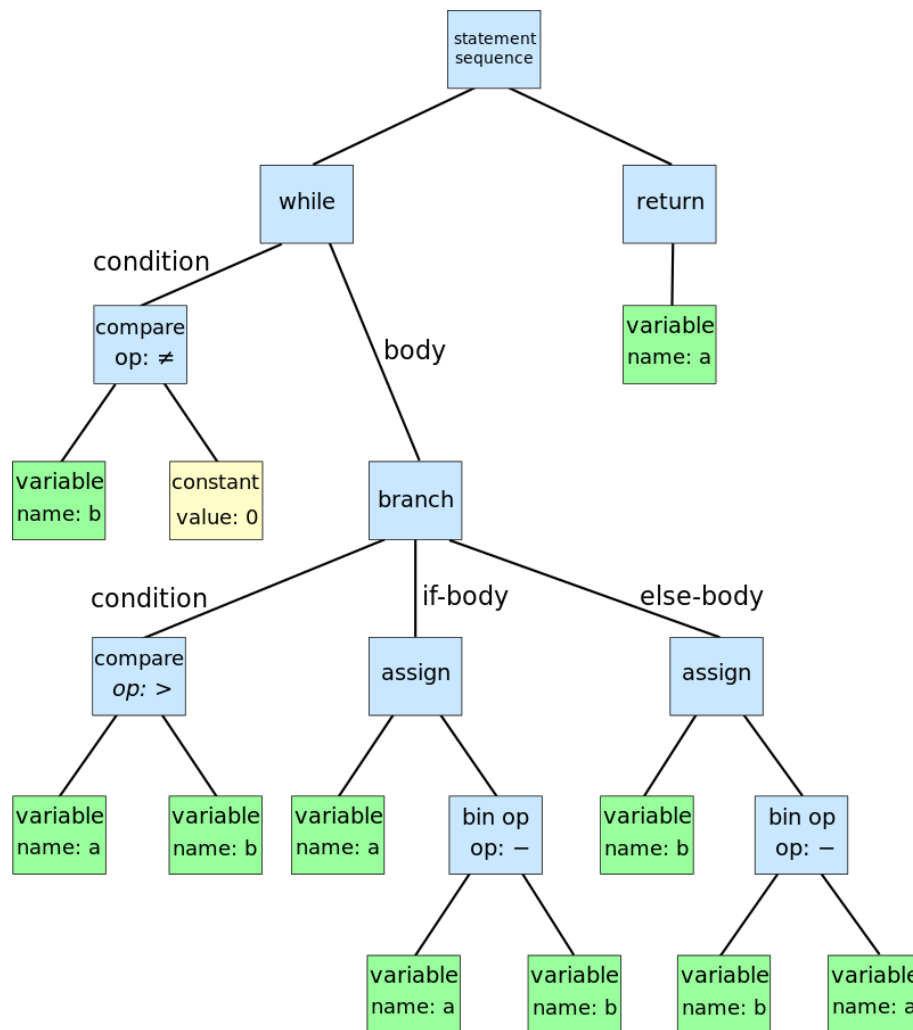 statement
sequence
while
return
condition
compare
op: ≠
body
variable
name: a
variable
name: b
constant
value: 0
branch
condition
if-body
else-body
compare
op: >
assign
assign
variable
name: a
variable
name: b
variable
name: a
bin op
op: −
variable
name: b
bin op
op: −
variable
name: a
variable
name: b
variable
name: b
variable
name: a